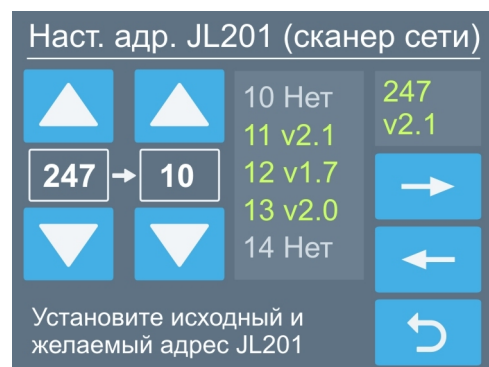 Наст. адр. JL201 (сканер сети)
247 → 10
10 Нет
11 v2.1
12 v1.7
13 v2.0
14 Нет
247
v2.1
Установите исходный и
желаемый адрес JL201